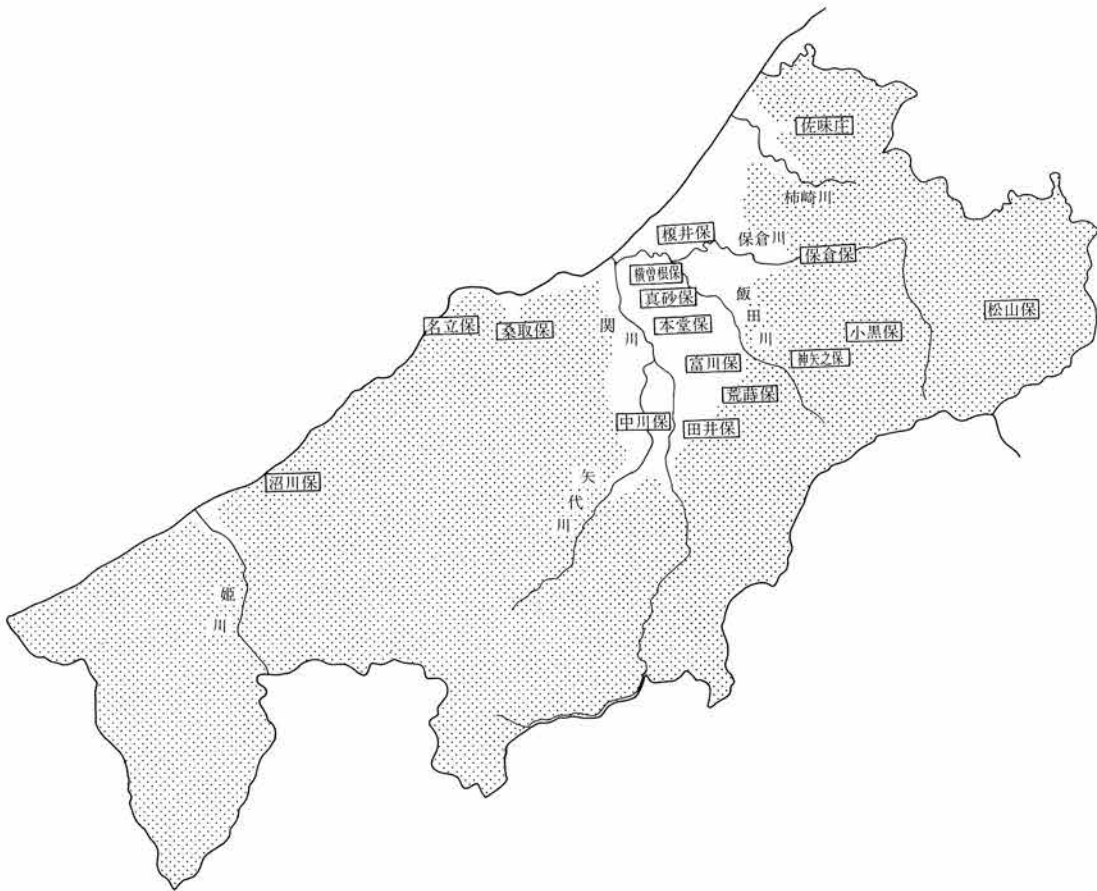 佐味庄
柿崎川
榎井保
保倉川
保倉保
横曽根保
真砂保
飯田川
松山保
名立保
桑取保
関川
本堂保
小黒保
神矢之保
富川保
荒蒔保
中川保
田井保
沼川保
矢代川
姫川